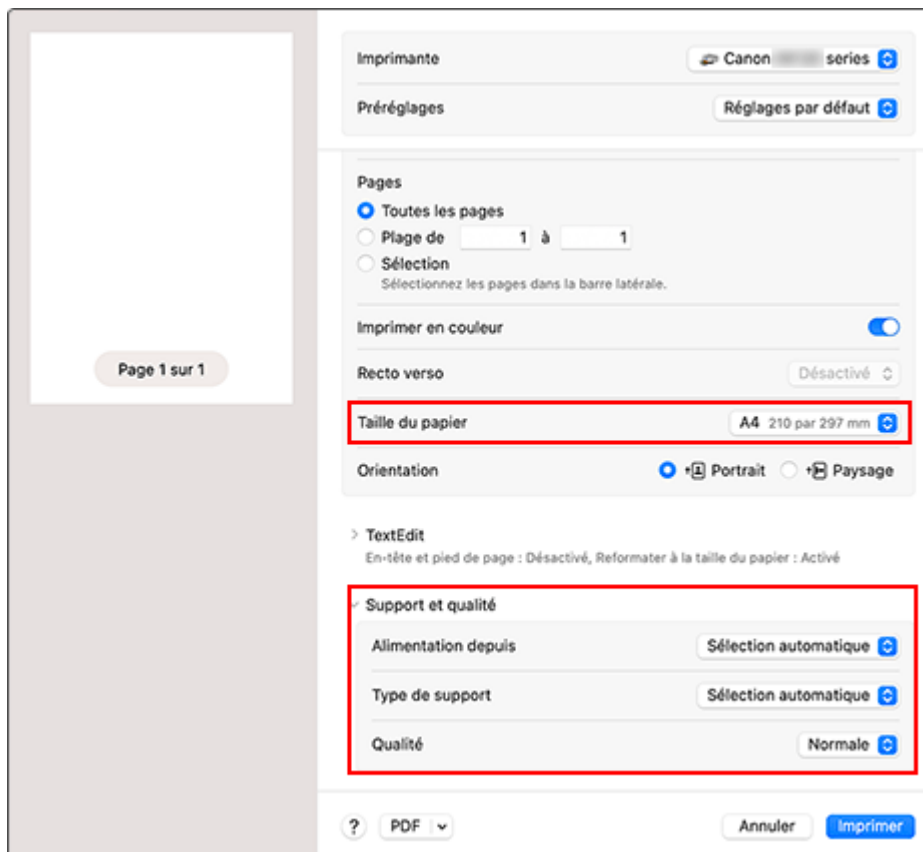 Imprimante
Canon series
Préréglages
Réglages par défaut
Pages
Toutes les pages
Plage de 1 à 1
Sélection
Sélectionnez les pages dans la barre latérale.
Imprimer en couleur
Page 1 sur 1
Recto verso
Désactivé
Taille du papier
A4 210 par 297 mm
Orientation
Portrait
Paysage
TextEdit
En-tête et pied de page : Désactivé, Reformater à la taille du papier : Activé
Support et qualité
Alimentation depuis
Sélection automatique
Type de support
Sélection automatique
Qualité
Normale
?
PDF
Annuler
Imprimer